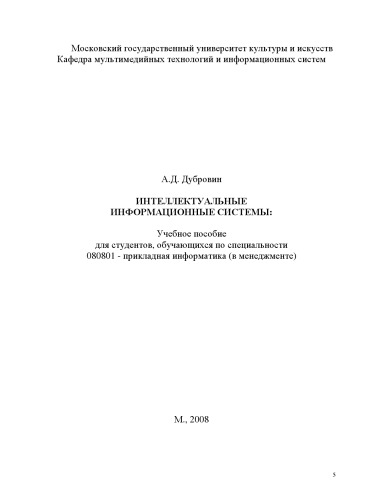 Московский государственный университет культуры и искусств
Кафедра мультимедийных технологий и информационных систем
А.Д. Дубровин
ИНТЕЛЛЕКТУАЛЬНЫЕ
ИНФОРМАЦИОННЫЕ СИСТЕМЫ:
Учебное пособие
для студентов, обучающихся по специальности
080801 - прикладная информатика (в менеджменте)
М., 2008
5